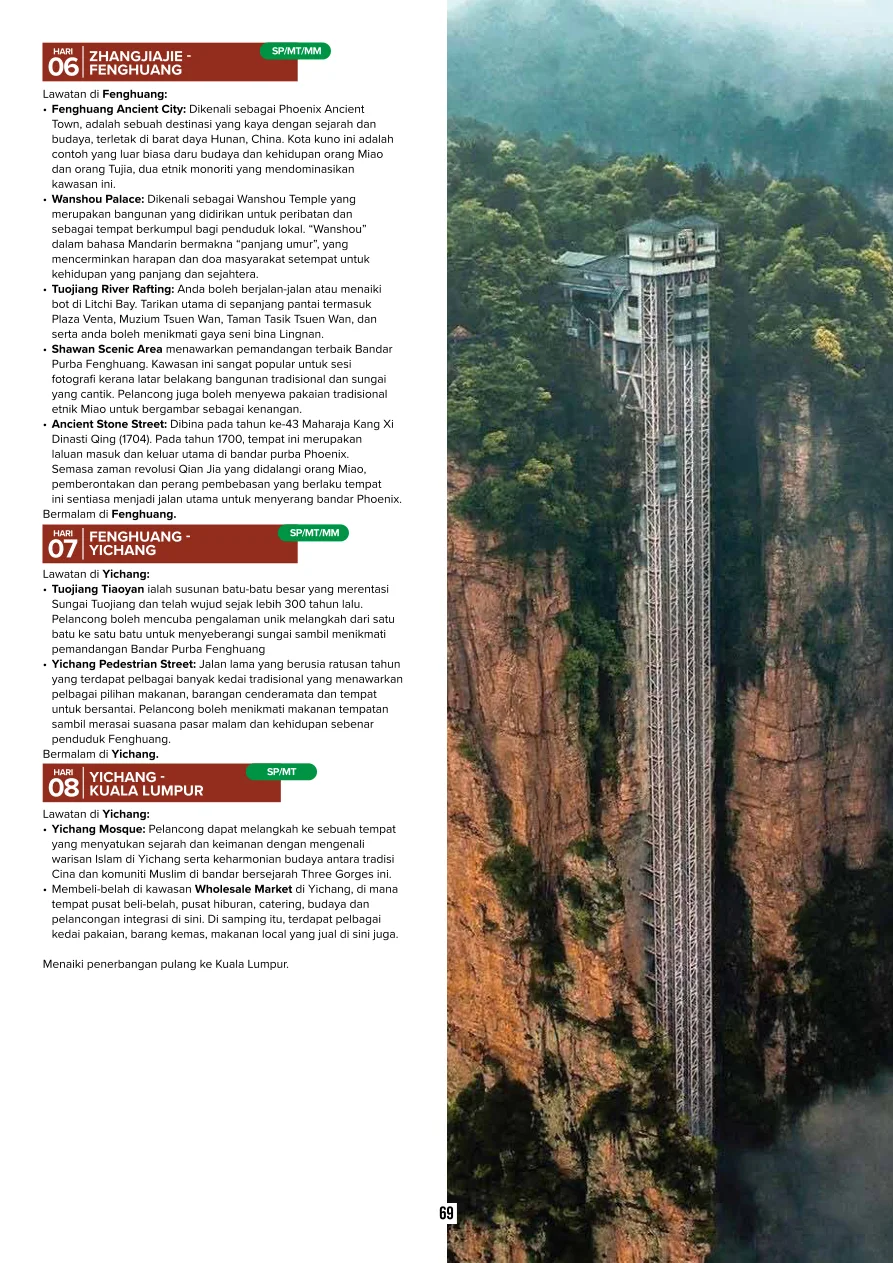 HARI
06
ZHANGJIAJIE -
FENGHUANG
SP/MT/MM
Lawatan di Fenghuang:
• Fenghuang Ancient City: Dikenali sebagai Phoenix Ancient
Town, adalah sebuah destinasi yang kaya dengan sejarah dan
budaya, terletak di barat daya Hunan, China. Kota kuno ini adalah
contoh yang luar biasa daru budaya dan kehidupan orang Miao
dan orang Tujia, dua etnik monoriti yang mendominasikan
kawasan ini.
• Wanshou Palace: Dikenali sebagai Wanshou Temple yang
merupakan bangunan yang didirikan untuk peribatan dan
sebagai tempat berkumpul bagi penduduk lokal. “Wanshou”
dalam bahasa Mandarin bermakna “panjang umur”, yang
mencerminkan harapan dan doa masyarakat setempat untuk
kehidupan yang panjang dan sejahtera.
• Tuojiang River Rafting: Anda boleh berjalan-jalan atau menaiki
bot di Litchi Bay. Tarikan utama di sepanjang pantai termasuk
Plaza Venta, Muzium Tsuen Wan, Taman Tasik Tsuen Wan, dan
serta anda boleh menikmati gaya seni bina Lingnan.
• Shawan Scenic Area menawarkan pemandangan terbaik Bandar
Purba Fenghuang. Kawasan ini sangat popular untuk sesi
fotografi kerana latar belakang bangunan tradisional dan sungai
yang cantik. Pelancong juga boleh menyewa pakaian tradisional
etnik Miao untuk bergambar sebagai kenangan.
• Ancient Stone Street: Dibina pada tahun ke-43 Maharaja Kang Xi
Dinasti Qing (1704). Pada tahun 1700, tempat ini merupakan
laluan masuk dan keluar utama di bandar purba Phoenix.
Semasa zaman revolusi Qian Jia yang didalangi orang Miao,
pemberontakan dan perang pembebasan yang berlaku tempat
ini sentiasa menjadi jalan utama untuk menyerang bandar Phoenix.
Bermalam di Fenghuang.
HARI
07
FENGHUANG -
YICHANG
SP/MT/MM
Lawatan di Yichang:
• Tuojiang Tiaoyan ialah susunan batu-batu besar yang merentasi
Sungai Tuojiang dan telah wujud sejak lebih 300 tahun lalu.
Pelancong boleh mencuba pengalaman unik melangkah dari satu
batu ke satu batu untuk menyeberangi sungai sambil menikmati
pemandangan Bandar Purba Fenghuang
• Yichang Pedestrian Street: Jalan lama yang berusia ratusan tahun
yang terdapat pelbagai banyak kedai tradisional yang menawarkan
pelbagai pilihan makanan, barangan cenderamata dan tempat
untuk bersantai. Pelancong boleh menikmati makanan tempatan
sambil merasai suasana pasar malam dan kehidupan sebenar
penduduk Fenghuang.
Bermalam di Yichang.
HARI
08
YICHANG -
KUALA LUMPUR
SP/MT
Lawatan di Yichang:
• Yichang Mosque: Pelancong dapat melangkah ke sebuah tempat
yang menyatukan sejarah dan keimanan dengan mengenali
warisan Islam di Yichang serta keharmonian budaya antara tradisi
Cina dan komuniti Muslim di bandar bersejarah Three Gorges ini.
• Membeli-belah di kawasan Wholesale Market di Yichang, di mana
tempat pusat beli-belah, pusat hiburan, catering, budaya dan
pelancongan integrasi di sini. Di samping itu, terdapat pelbagai
kedai pakaian, barang kemas, makanan local yang jual di sini juga.
Menaiki penerbangan pulang ke Kuala Lumpur.
69